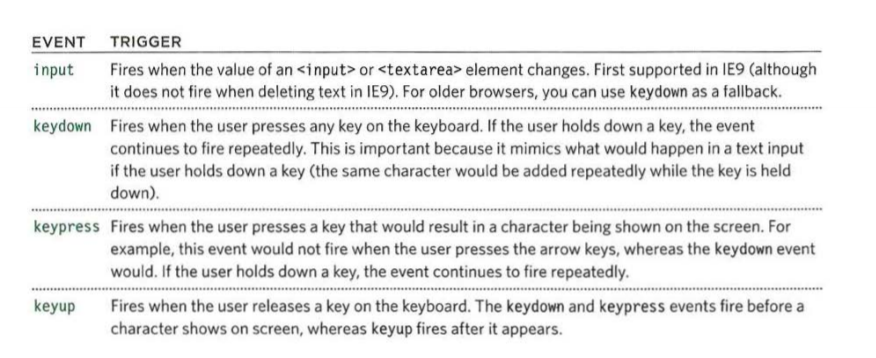 EVENT TRIGGER
input Fires when the value of an <input> or <textarea> element changes. First supported in IE9 (although
it does not fire when deleting text in IE9). For older browsers, you can use keydown as a fallback.
keydown Fires when the user presses any key on the keyboard. If the user holds down a key, the event
continues to fire repeatedly. This is important because it mimics what would happen in a text input
if the user holds down a key (the same character would be added repeatedly while the key is held
down).
keypress Fires when the user presses a key that would result in a character being shown on the screen. For
example, this event would not fire when the user presses the arrow keys, whereas the keydown event
would. If the user holds down a key, the event continues to fire repeatedly.
keyup Fires when the user releases a key on the keyboard. The keydown and keypress events fire before a
character shows on screen, whereas keyup fires after it appears.